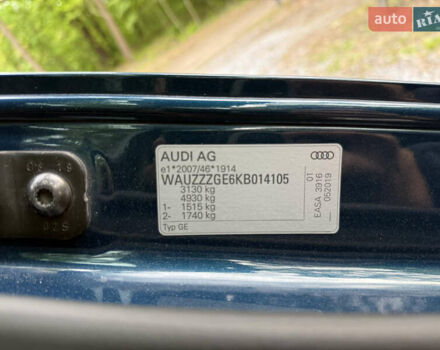 auto RIA
AUDI AG
e1*2007/46*1914
WAUZZZGE6KB014105
3130 kg
4930 kg
1- 1515 kg
2- 1740 kg
Typ GE
01
EASA 3916
052019